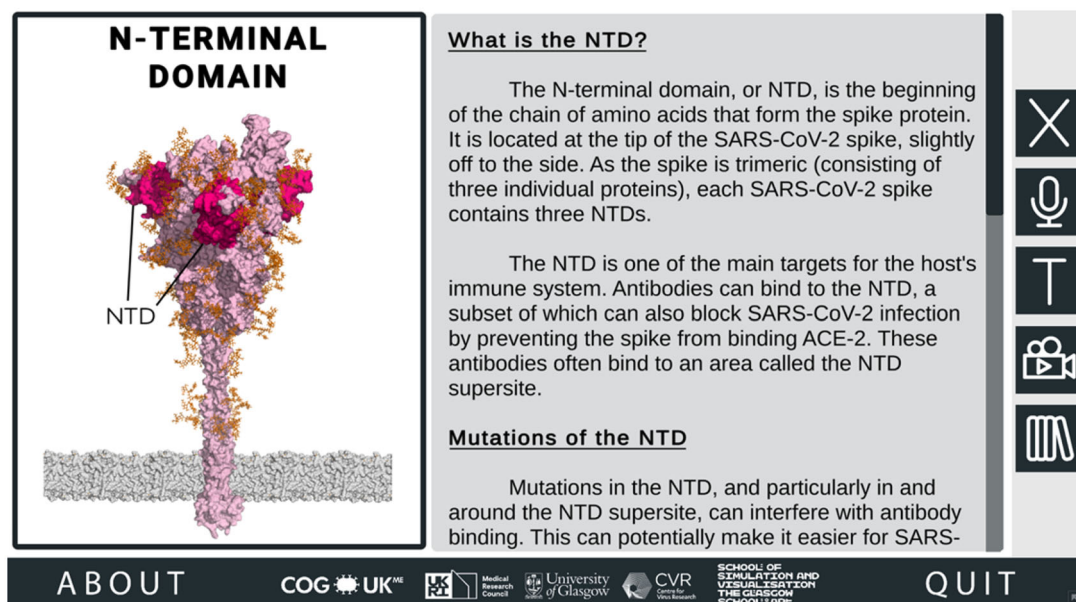 N-TERMINAL
DOMAIN
NTD
What is the NTD?
The N-terminal domain, or NTD, is the beginning
of the chain of amino acids that form the spike protein.
It is located at the tip of the SARS-CoV-2 spike, slightly
off to the side. As the spike is trimeric (consisting of
three individual proteins), each SARS-CoV-2 spike
contains three NTDs.
The NTD is one of the main targets for the host's
immune system. Antibodies can bind to the NTD, a
subset of which can also block SARS-CoV-2 infection
by preventing the spike from binding ACE-2. These
antibodies often bind to an area called the NTD
supersite.
Mutations of the NTD
Mutations in the NTD, and particularly in and
around the NTD supersite, can interfere with antibody
binding. This can potentially make it easier for SARS-
T
ABOUT
COG UK ME
UKRI
Medical
Research
Council
University
of Glasgow
CVR
Centre for
Virus Research
SCHOOL OF
SIMULATION AND
VISUALISATION
THE GLASGOW
SCHOOL OF ART
QUIT